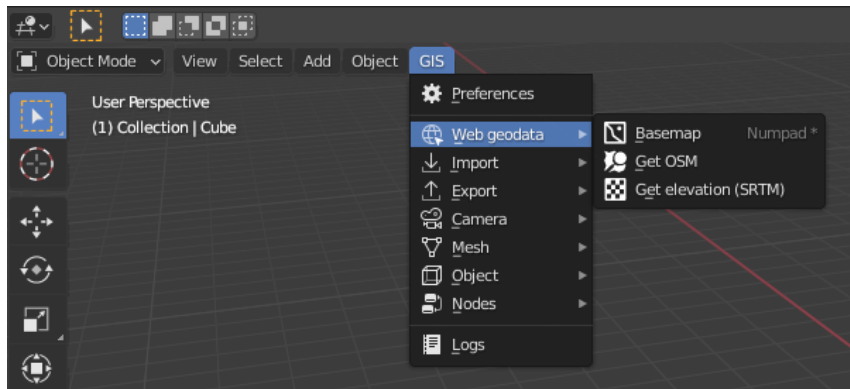 Object Mode View Select Add Object GIS
User Perspective
(1) Collection | Cube
Preferences
Web geodata
Import
Export
Camera
Mesh
Object
Nodes
Logs
Basemap Numpad *
Get OSM
Get elevation (SRTM)